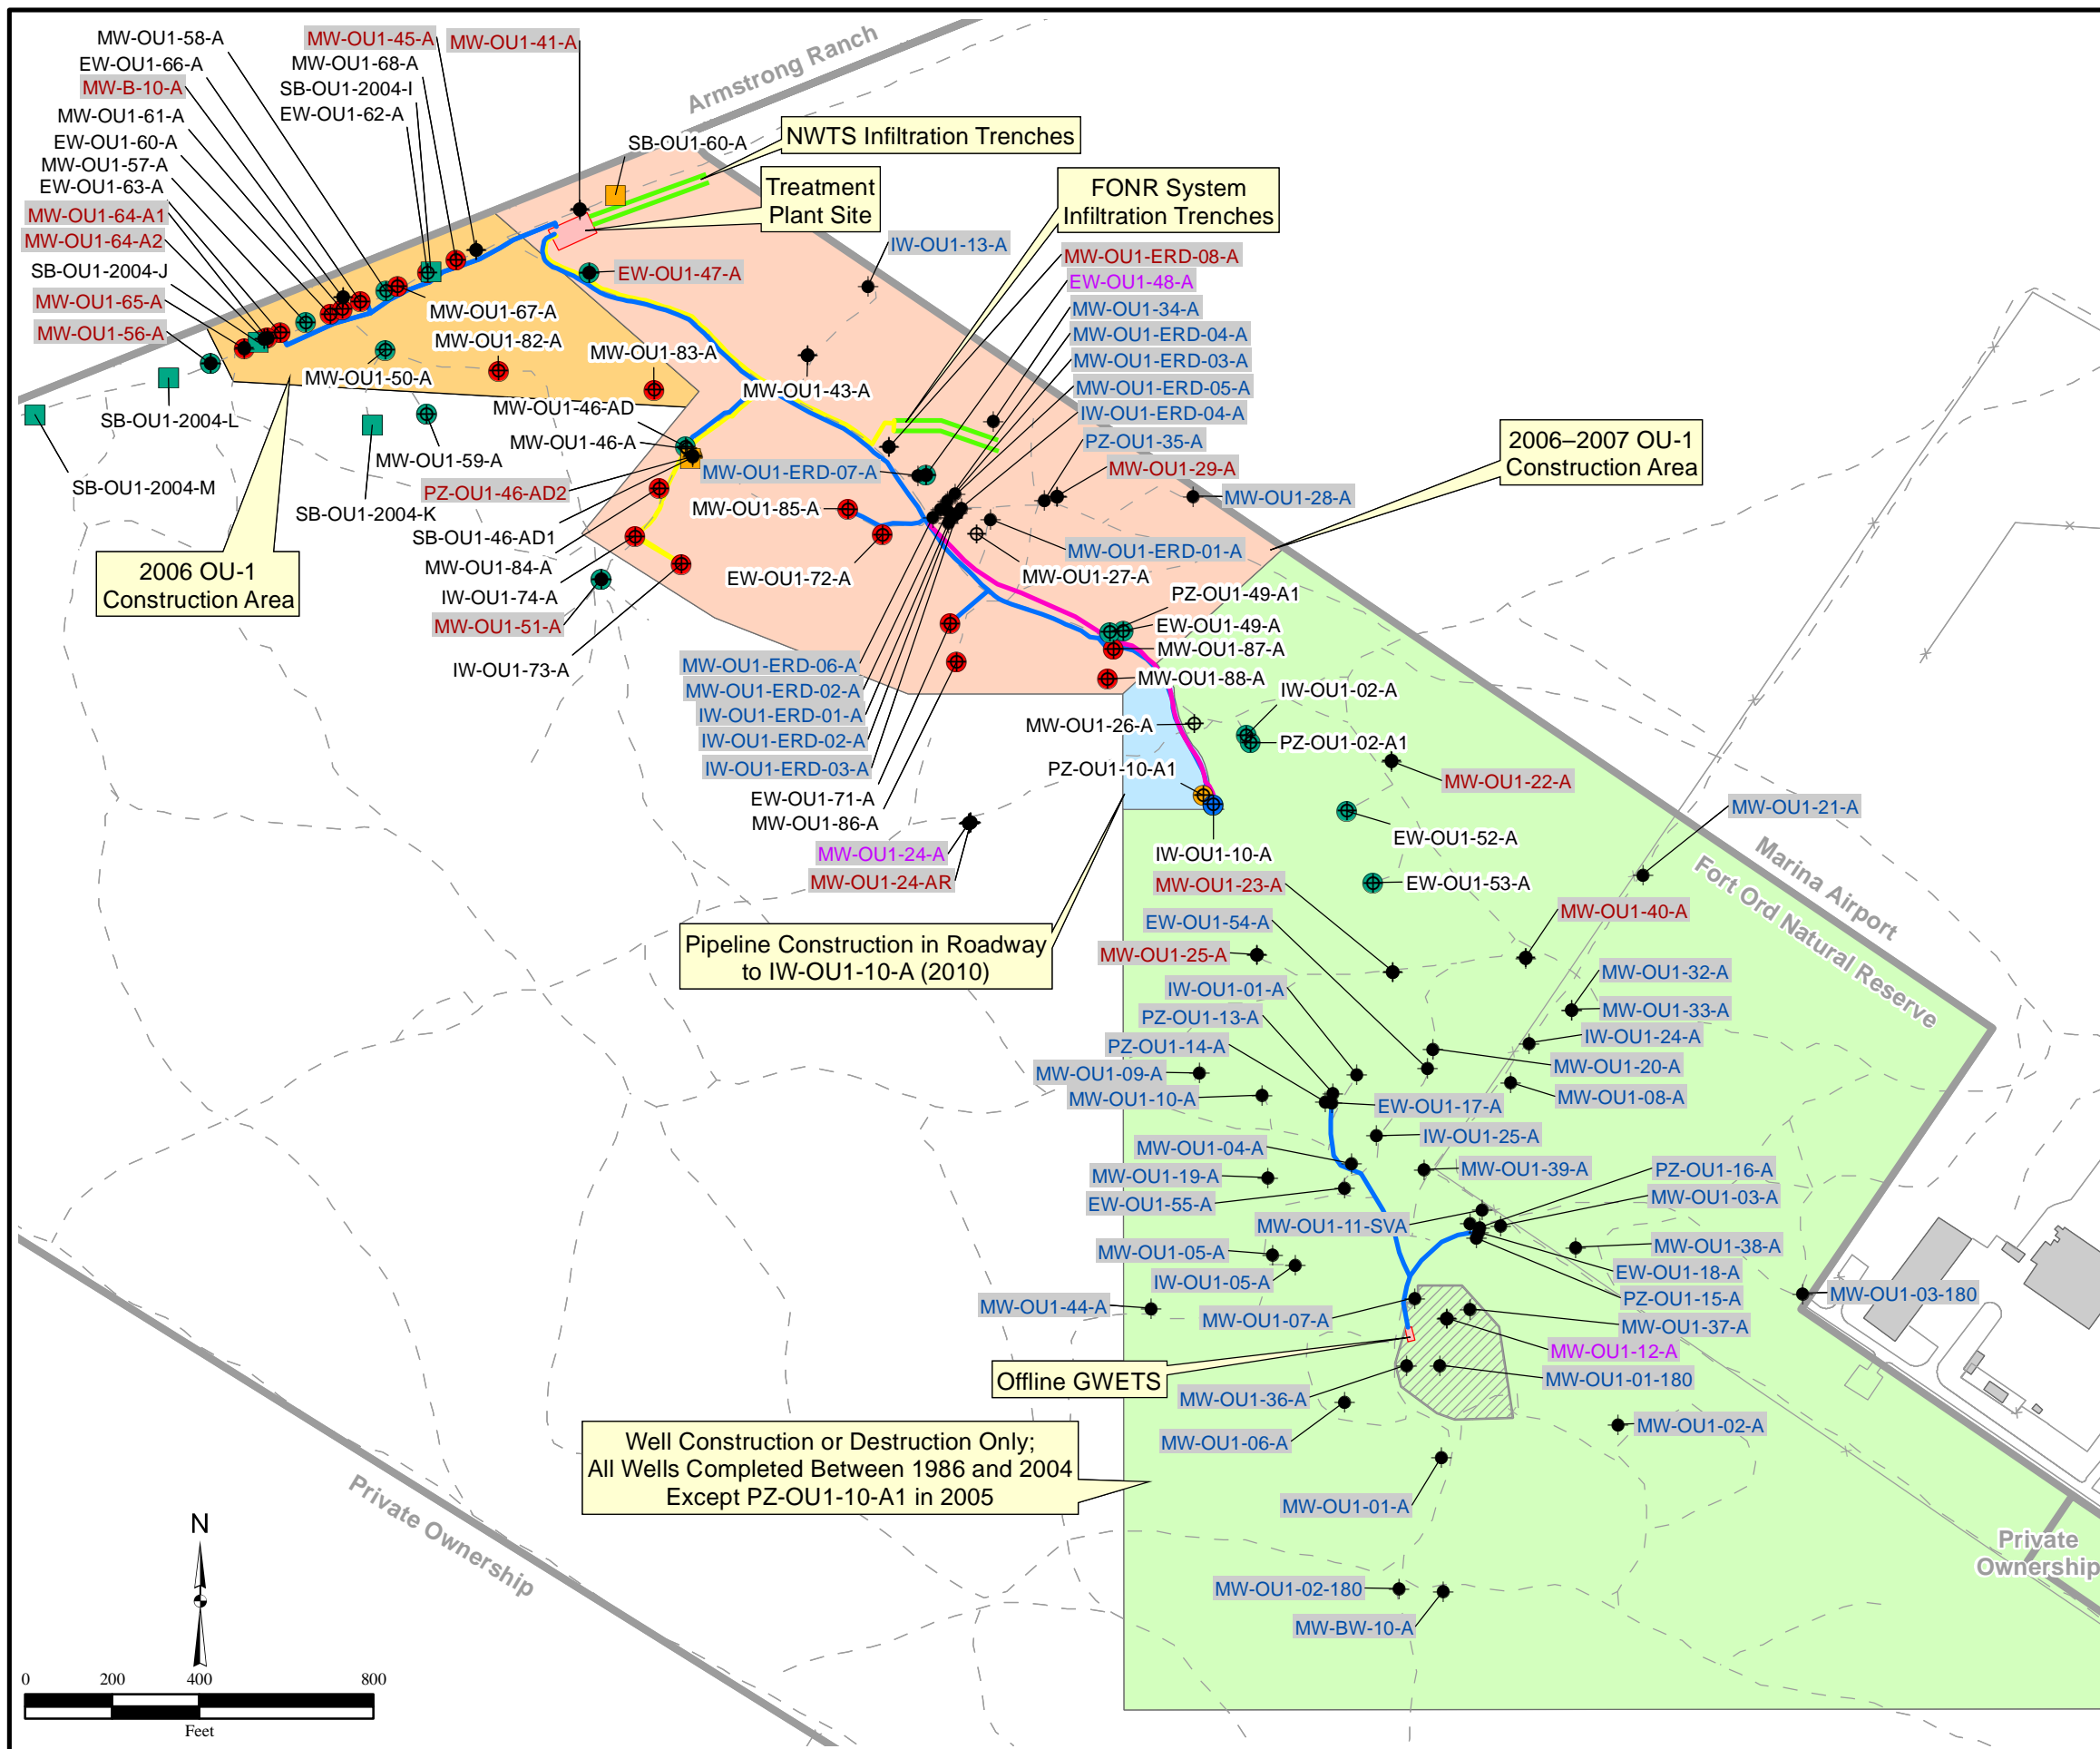 MW-OU1-58-A
EW-OU1-66-A
MW-B-10-A
MW-OU1-61-A
EW-OU1-60-A
MW-OU1-57-A
EW-OU1-63-A
MW-OU1-64-A1
MW-OU1-64-A2
SB-OU1-2004-J
MW-OU1-65-A
MW-OU1-56-A
MW-OU1-45-A
MW-OU1-68-A
SB-OU1-2004-I
EW-OU1-62-A
MW-OU1-41-A
Armstrong Ranch
SB-OU1-60-A
NWTS Infiltration Trenches
Treatment
Plant Site
FONR System
Infiltration Trenches
IW-OU1-13-A
EW-OU1-47-A
MW-OU1-ERD-08-A
EW-OU1-48-A
MW-OU1-34-A
MW-OU1-ERD-04-A
MW-OU1-ERD-03-A
MW-OU1-ERD-05-A
IW-OU1-ERD-04-A
PZ-OU1-35-A
MW-OU1-29-A
MW-OU1-28-A
2006–2007 OU-1
Construction Area
MW-OU1-67-A
MW-OU1-82-A
MW-OU1-83-A
MW-OU1-50-A
MW-OU1-43-A
SB-OU1-2004-L
SB-OU1-2004-M
MW-OU1-59-A
SB-OU1-2004-K
MW-OU1-46-AD
MW-OU1-46-A
PZ-OU1-46-AD2
SB-OU1-46-AD1
MW-OU1-84-A
IW-OU1-74-A
MW-OU1-51-A
IW-OU1-73-A
2006 OU-1
Construction Area
MW-OU1-ERD-07-A
MW-OU1-85-A
EW-OU1-72-A
MW-OU1-ERD-01-A
MW-OU1-27-A
PZ-OU1-49-A1
EW-OU1-49-A
MW-OU1-87-A
MW-OU1-88-A
MW-OU1-ERD-06-A
MW-OU1-ERD-02-A
IW-OU1-ERD-01-A
IW-OU1-ERD-02-A
IW-OU1-ERD-03-A
EW-OU1-71-A
MW-OU1-86-A
MW-OU1-24-A
MW-OU1-24-AR
MW-OU1-26-A
IW-OU1-02-A
PZ-OU1-02-A1
PZ-OU1-10-A1
IW-OU1-10-A
MW-OU1-22-A
EW-OU1-52-A
EW-OU1-53-A
MW-OU1-21-A
Marina Airport
Fort Ord Natural Reserve
Pipeline Construction in Roadway
to IW-OU1-10-A (2010)
MW-OU1-23-A
EW-OU1-54-A
MW-OU1-25-A
IW-OU1-01-A
PZ-OU1-13-A
PZ-OU1-14-A
MW-OU1-09-A
MW-OU1-10-A
MW-OU1-40-A
MW-OU1-32-A
MW-OU1-33-A
IW-OU1-24-A
MW-OU1-20-A
MW-OU1-08-A
EW-OU1-17-A
IW-OU1-25-A
MW-OU1-04-A
MW-OU1-19-A
EW-OU1-55-A
MW-OU1-39-A
PZ-OU1-16-A
MW-OU1-03-A
MW-OU1-11-SVA
MW-OU1-38-A
EW-OU1-18-A
PZ-OU1-15-A
MW-OU1-05-A
IW-OU1-05-A
MW-OU1-44-A
MW-OU1-07-A
MW-OU1-03-180
MW-OU1-37-A
MW-OU1-12-A
MW-OU1-01-180
Offline GWETS
MW-OU1-36-A
MW-OU1-06-A
MW-OU1-02-A
MW-OU1-01-A
Well Construction or Destruction Only;
All Wells Completed Between 1986 and 2004
Except PZ-OU1-10-A1 in 2005
MW-OU1-02-180
MW-BW-10-A
Private Ownership
Private
Ownership
N
0 200 400 800
Feet